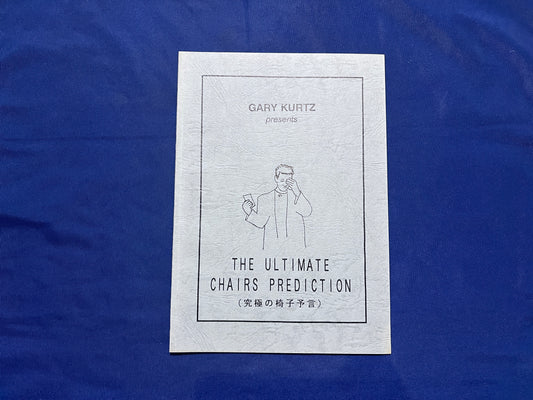 GARY KURTZ
presents
THE ULTIMATE
CHAIRS PREDICTION
(究極の椅子予言)